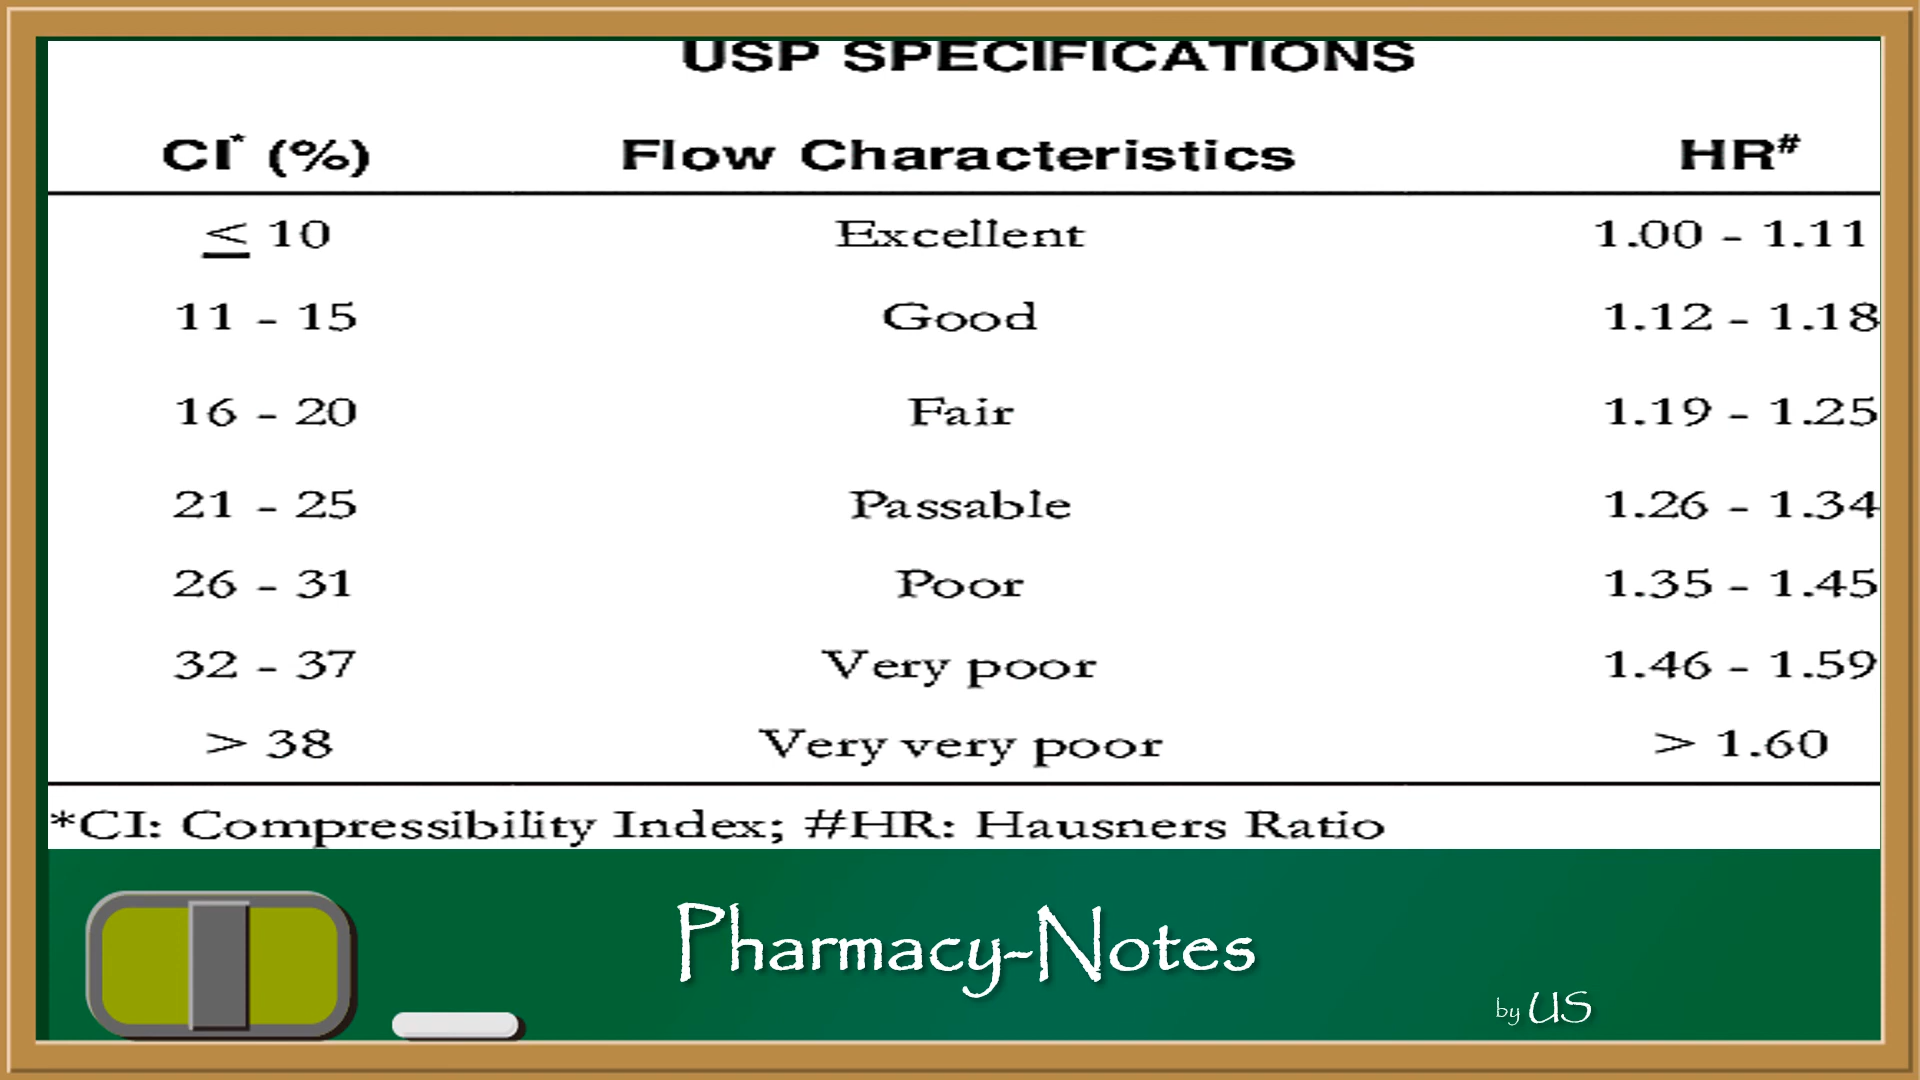 USP SPECIFICATIONS
CI* (%) Flow Characteristics HR#
≤ 10 Excellent 1.00 - 1.11
11 - 15 Good 1.12 - 1.18
16 - 20 Fair 1.19 - 1.25
21 - 25 Passable 1.26 - 1.34
26 - 31 Poor 1.35 - 1.45
32 - 37 Very poor 1.46 - 1.59
> 38 Very very poor > 1.60
*CI: Compressibility Index; #HR: Hausners Ratio
Pharmacy-Notes
by US